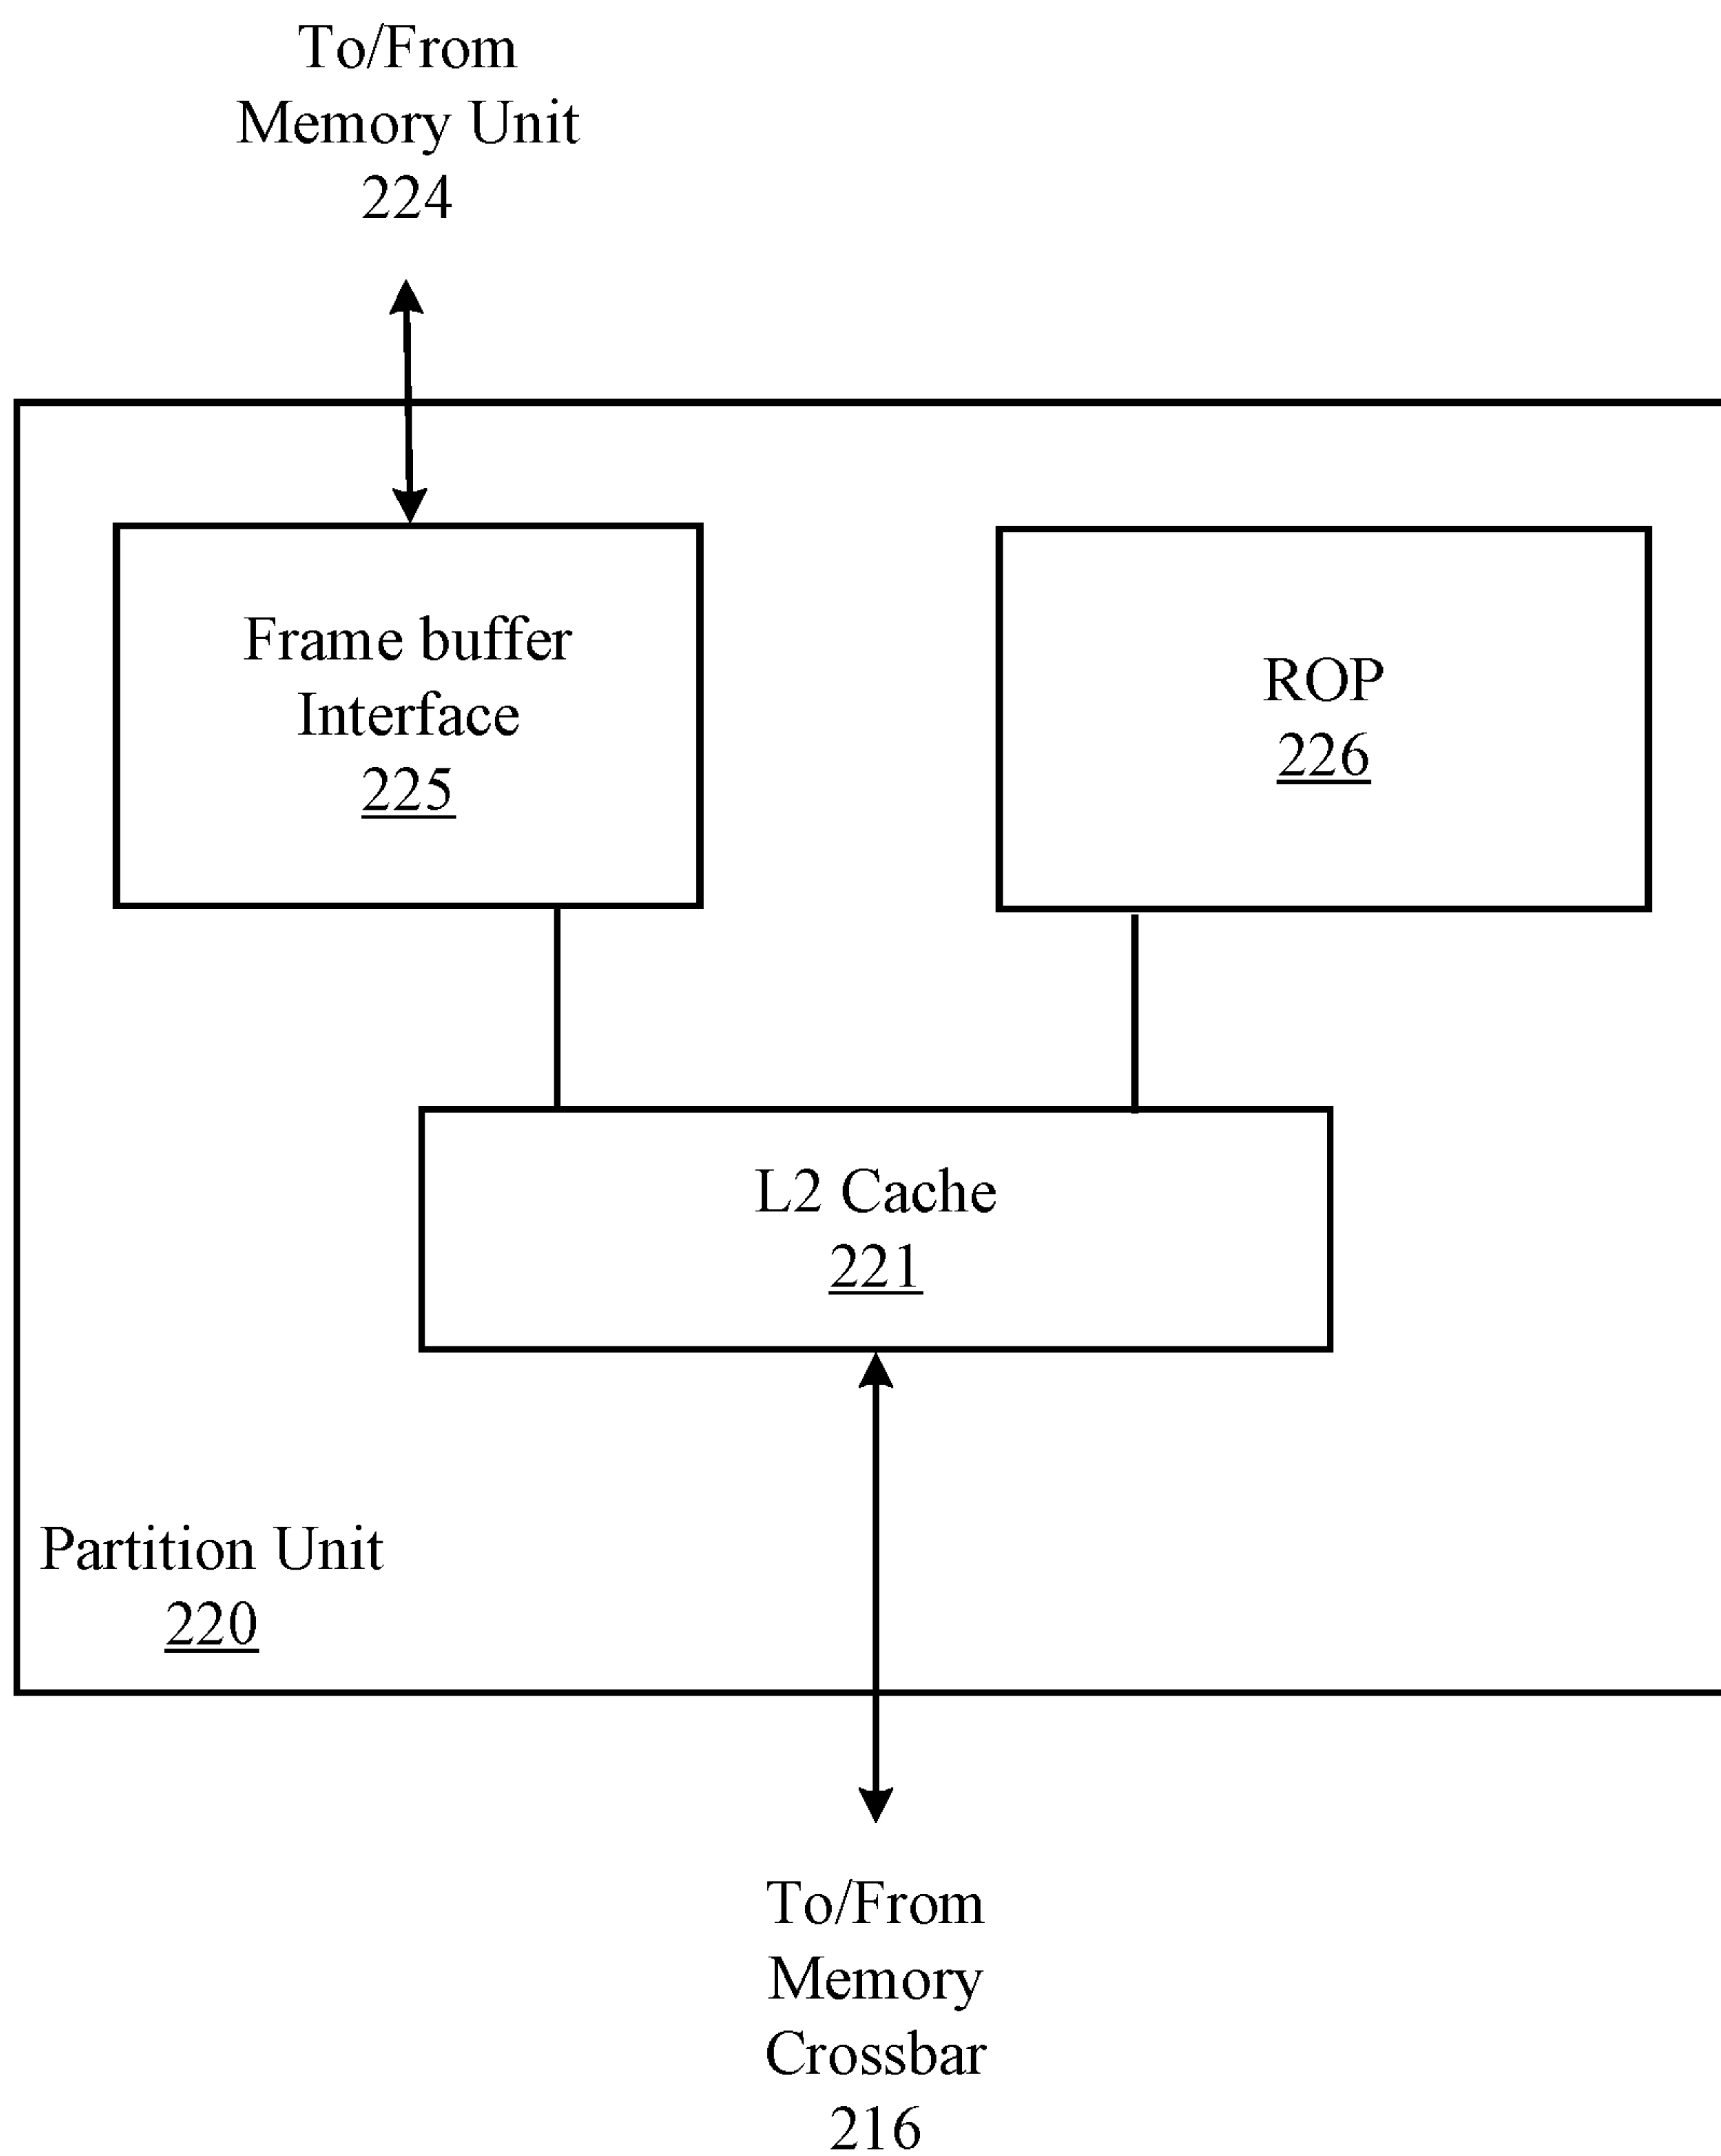 To/From
Memory Unit
224
Frame buffer
Interface
225
ROP
226
L2 Cache
221
Partition Unit
220
To/From
Memory
Crossbar
216